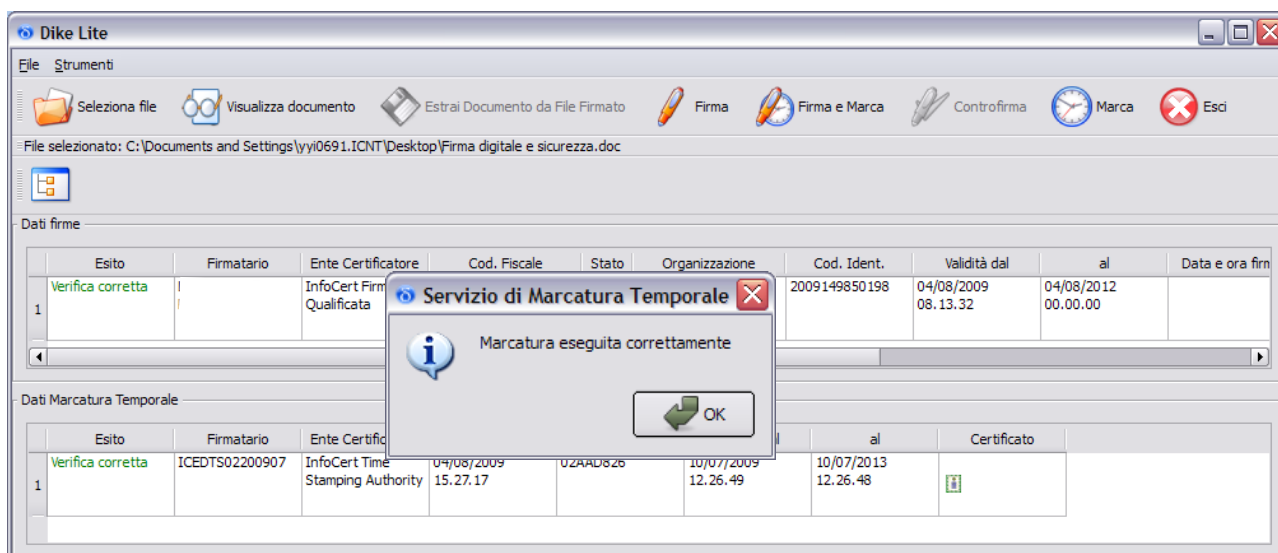 Dike Lite
File Strumenti
Seleziona file Visualizza documento Estrai Documento da File Firmato Firma Firma e Marca Controfirma Marca Esci
File selezionato: C:\Documents and Settings\yyi0691.ICNT\Desktop\Firma digitale e sicurezza.doc
Dati firme
Esito Firmatario Ente Certificatore Cod. Fiscale Stato Organizzazione Cod. Ident. Validità dal al Data e ora firm
1 Verifica corretta InfoCert Firm 2009149850198 04/08/2009 04/08/2012
Qualificata 08.13.32 00.00.00
Servizio di Marcatura Temporale
Marcatura eseguita correttamente
OK
Dati Marcatura Temporale
Esito Firmatario Ente Certific al Certificato
1 Verifica corretta ICEDTS02200907 InfoCert Time 04/08/2009 02AAD826 10/07/2009 10/07/2013
Stamping Authority 15.27.17 12.26.49 12.26.48